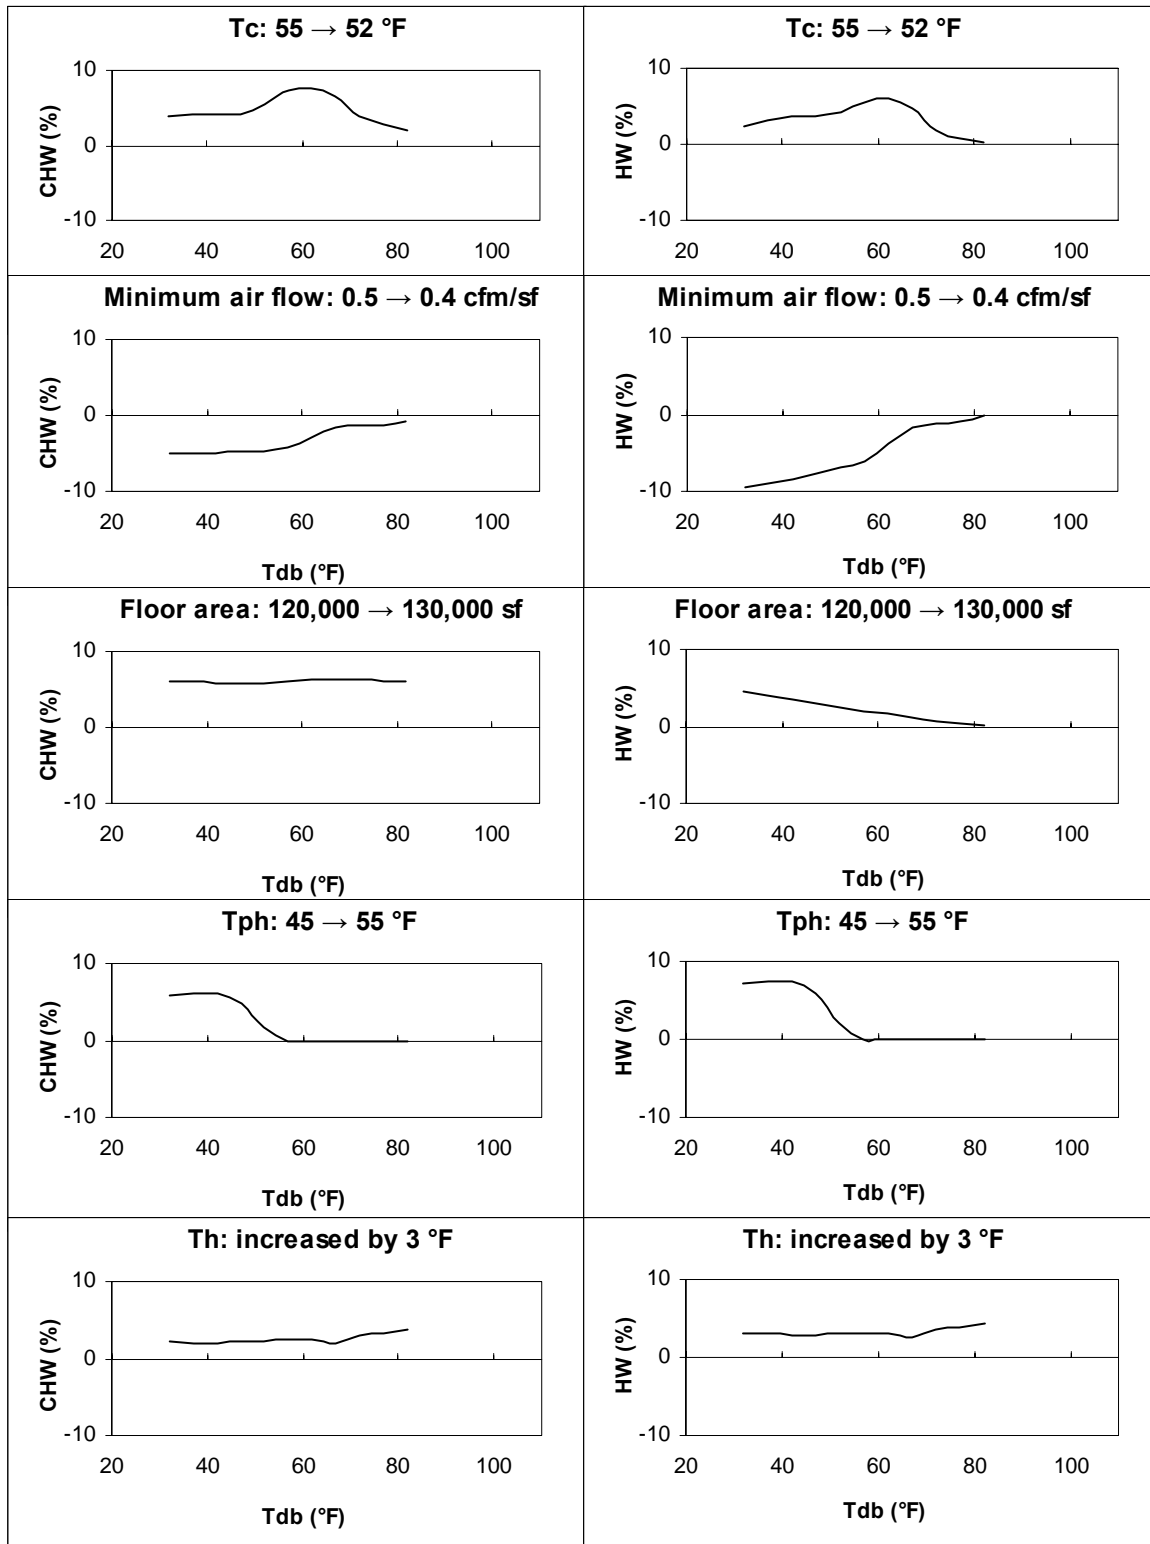 Tc: 55 → 52 °F
10
0
-10
CHW (%)
20 40 60 80 100
Tc: 55 → 52 °F
10
0
-10
HW (%)
20 40 60 80 100
Minimum air flow: 0.5 → 0.4 cfm/sf
10
0
-10
CHW (%)
20 40 60 80 100
Tdb (°F)
Minimum air flow: 0.5 → 0.4 cfm/sf
10
0
-10
HW (%)
20 40 60 80 100
Tdb (°F)
Floor area: 120,000 → 130,000 sf
10
0
-10
CHW (%)
20 40 60 80 100
Tdb (°F)
Floor area: 120,000 → 130,000 sf
10
0
-10
HW (%)
20 40 60 80 100
Tdb (°F)
Tph: 45 → 55 °F
10
0
-10
CHW (%)
20 40 60 80 100
Tdb (°F)
Tph: 45 → 55 °F
10
0
-10
HW (%)
20 40 60 80 100
Tdb (°F)
Th: increased by 3 °F
10
0
-10
CHW (%)
20 40 60 80 100
Tdb (°F)
Th: increased by 3 °F
10
0
-10
HW (%)
20 40 60 80 100
Tdb (°F)